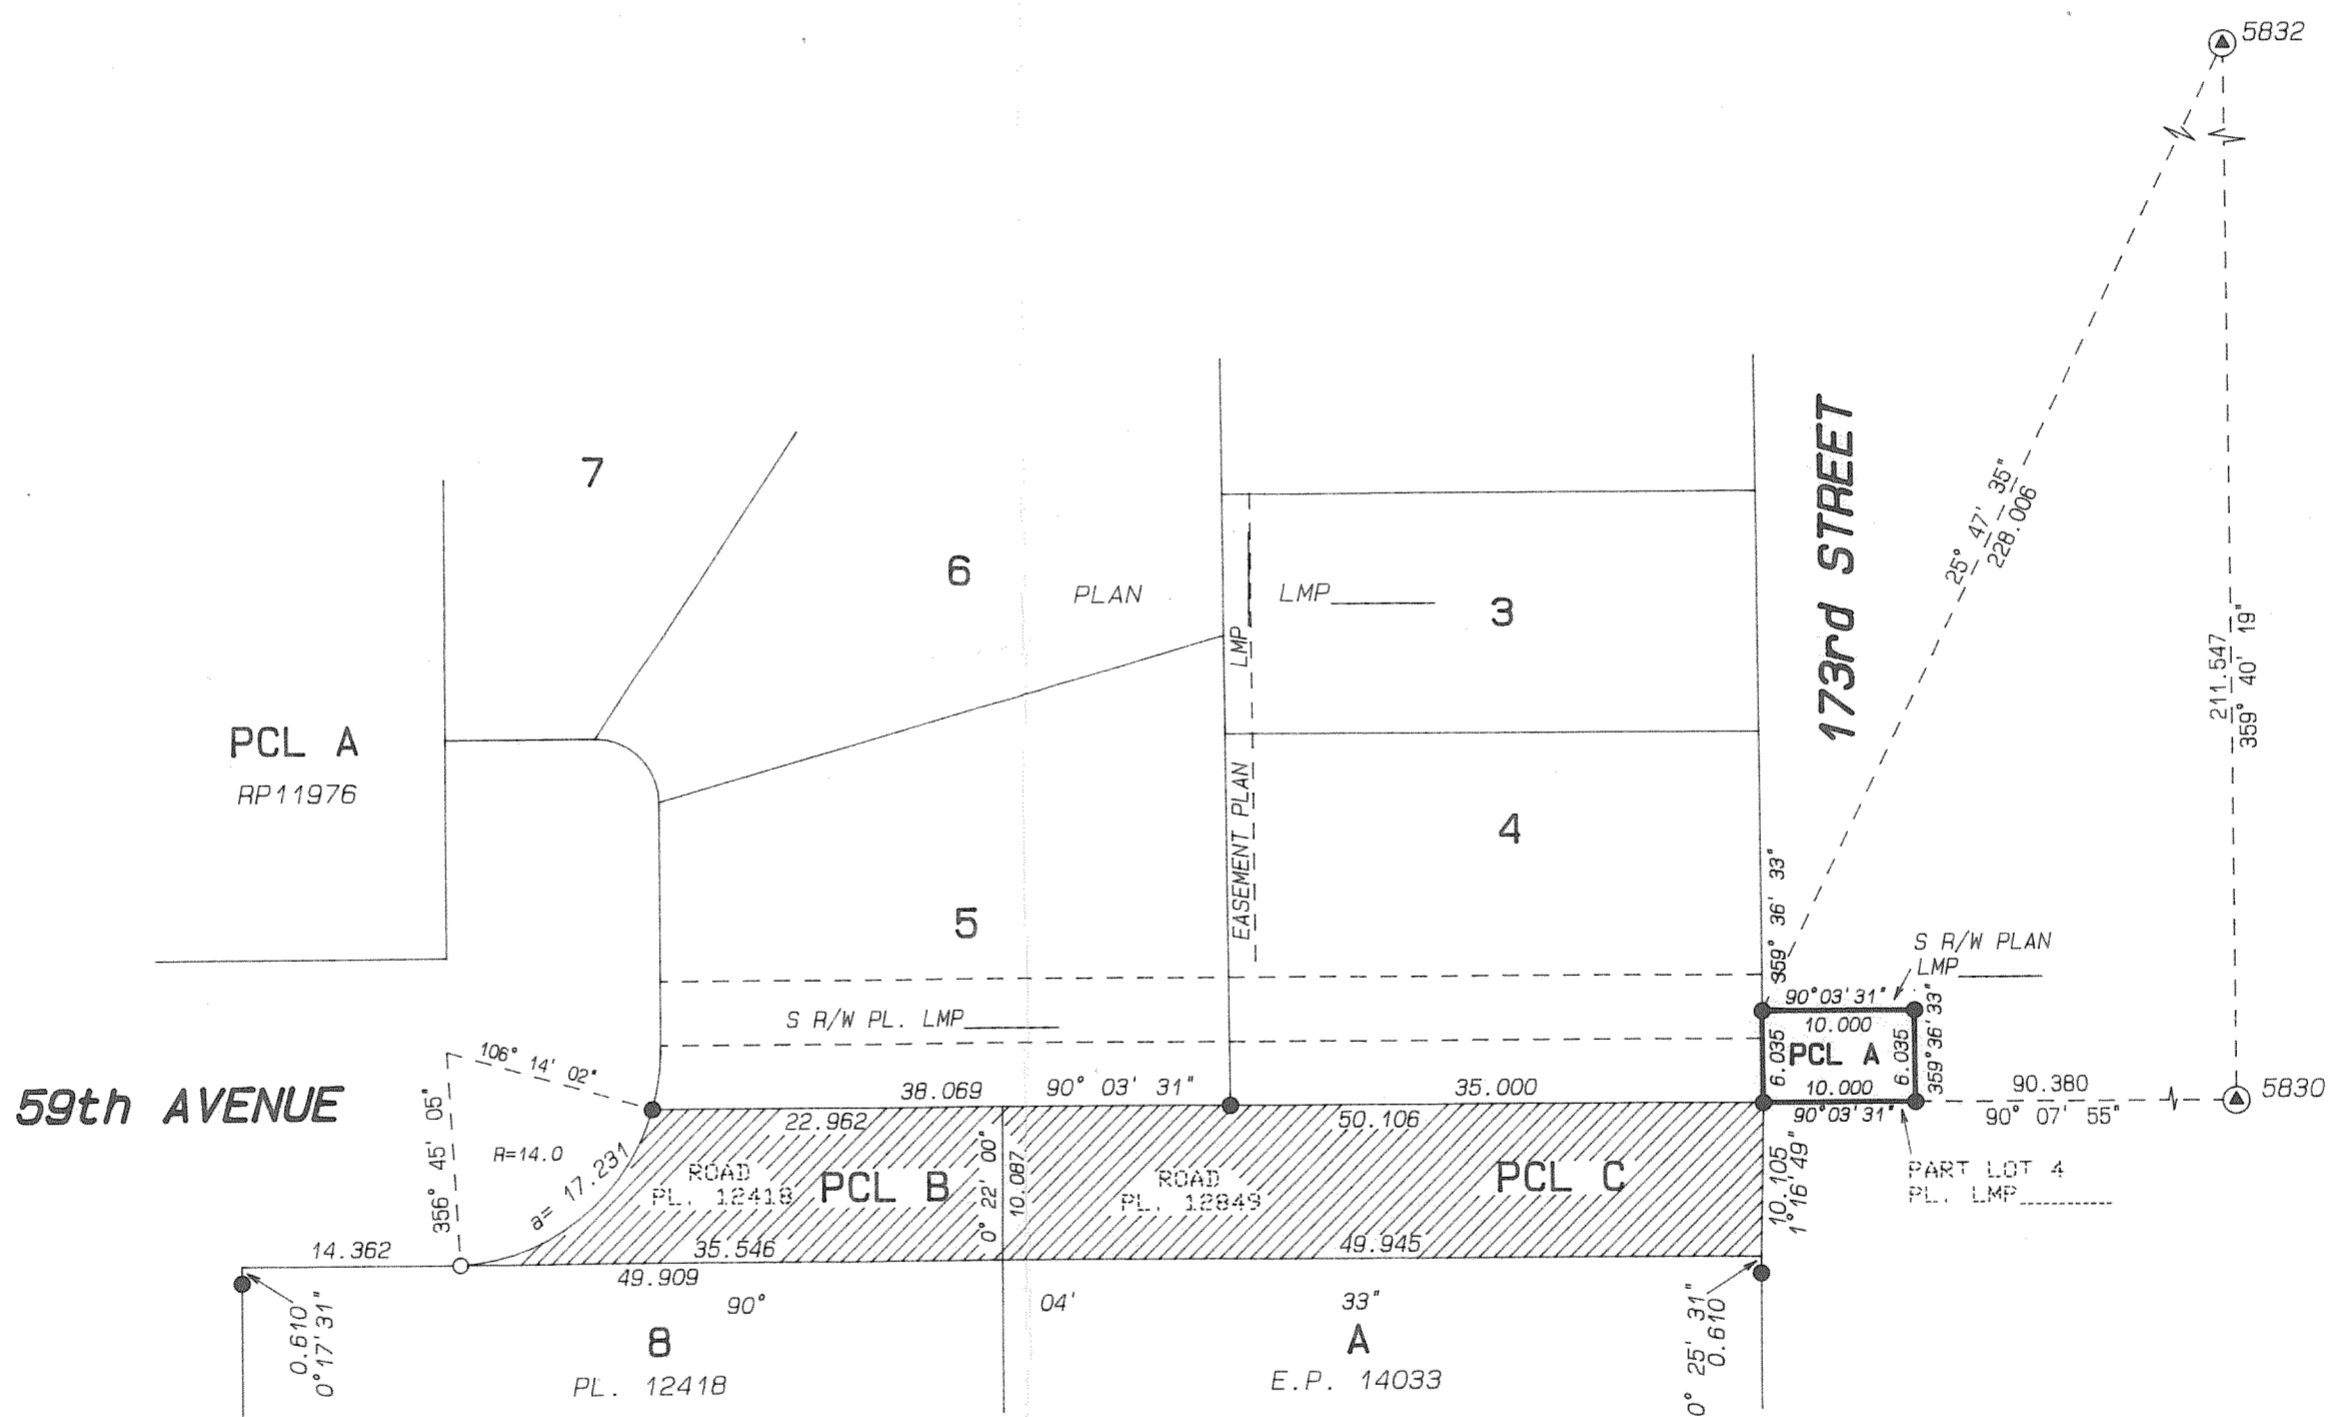 5832
7
6
PLAN
LMP
3
LMP
173rd STREET
25° 47' 35"
228.006
211.547
359° 40' 19"
PCL A
RP11976
EASEMENT PLAN
4
5
359° 36' 33"
S R/W PLAN
LMP
90°03'31"
10.000
S R/W PL. LMP
6.035
PCL A
6.035
359°36'33"
10.000
90°03'31"
90.380
90° 07' 55"
5830
59th AVENUE
106° 14' 02"
356° 45' 05"
R=14.0
a= 17.231
38.069
90° 03' 31"
35.000
22.962
50.106
ROAD
PL. 12418
PCL B
0° 22' 00"
10.087
ROAD
PL. 12849
PCL C
10.105
1°16'49"
PART LOT 4
PL. LMP
14.362
35.546
49.945
49.909
90° 04' 33"
0.610
0°17'31"
8
PL. 12418
A
E.P. 14033
0° 25' 31"
0.610